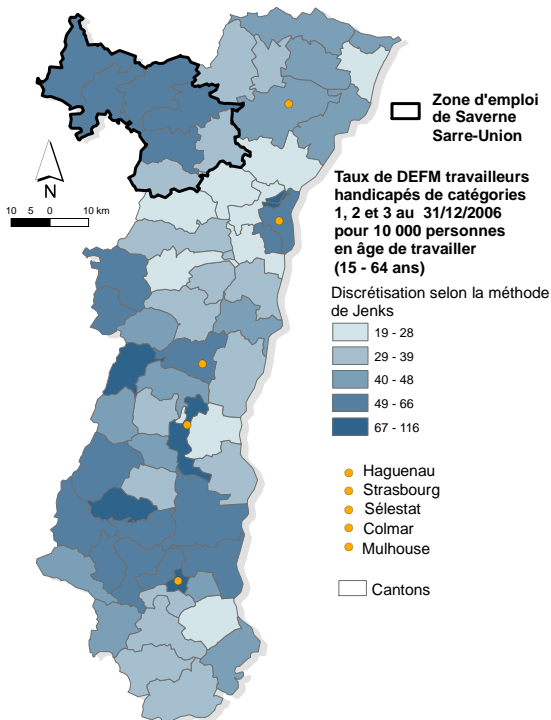 Zone d'emploi
de Saverne
Sarre-Union
N
10 5 0 10 km
Taux de DEFM travailleurs
handicapés de catégories
1, 2 et 3 au 31/12/2006
pour 10 000 personnes
en âge de travailler
(15 - 64 ans)
Discrétisation selon la méthode
de Jenks
19 - 28
29 - 39
40 - 48
49 - 66
67 - 116
Haguenau
Strasbourg
Sélestat
Colmar
Mulhouse
Cantons